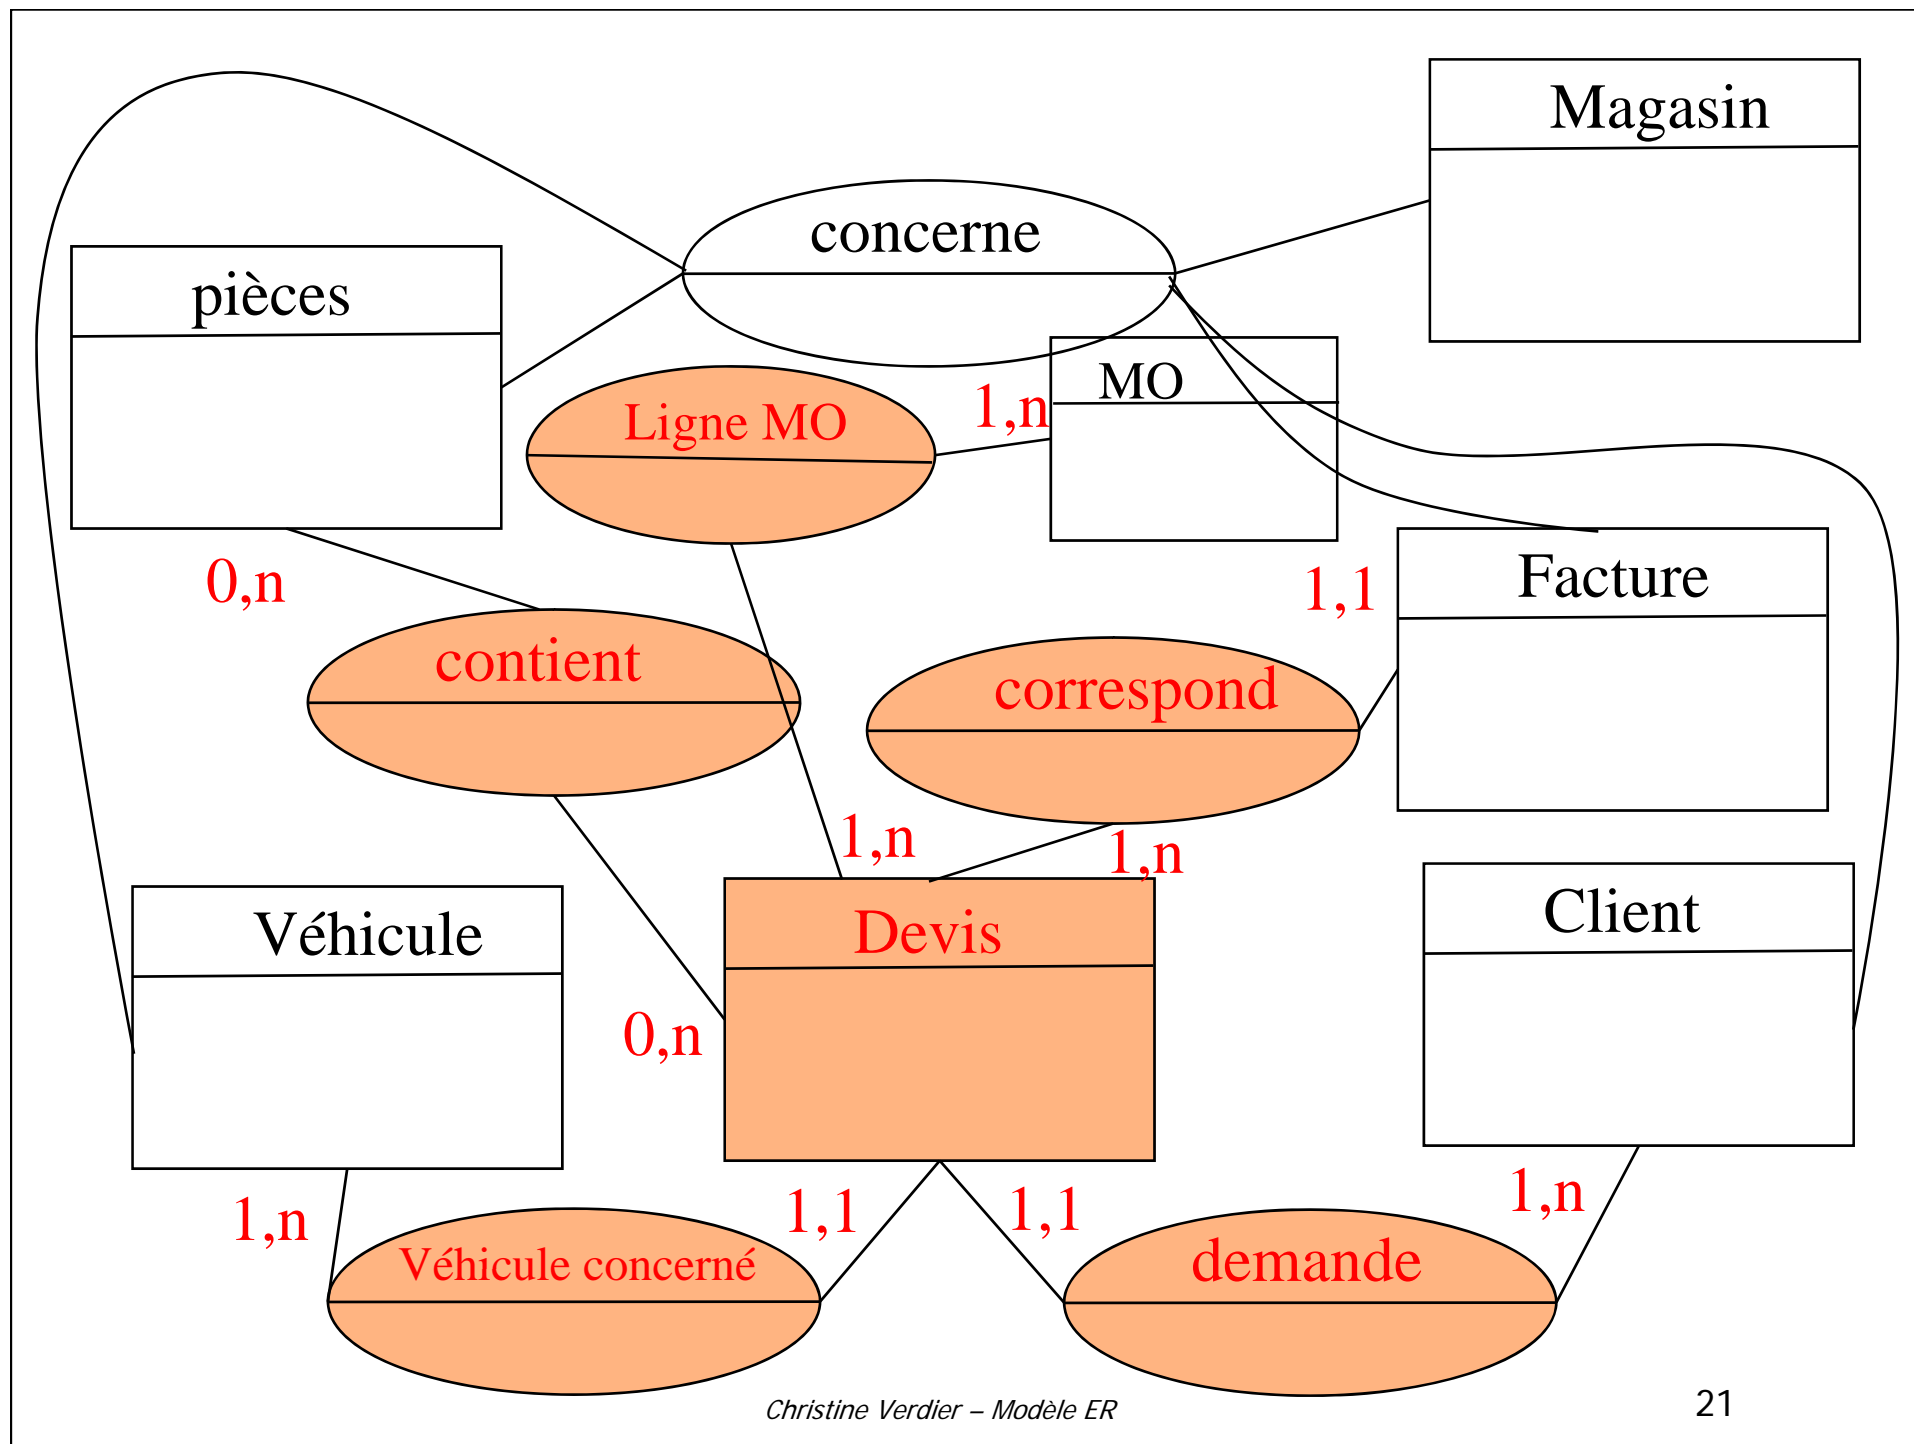 Magasin
concerne
pièces
MO
1,n
Ligne MO
0,n
1,1
Facture
contient
correspond
1,n
1,n
Véhicule
Devis
Client
0,n
1,n
1,1
1,1
1,n
Véhicule concerné
demande
Christine Verdier – Modèle ER
21